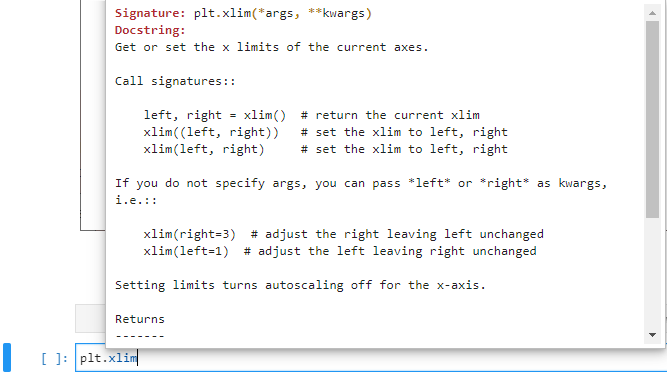 Signature: plt.xlim(*args, **kwargs)
Docstring:
Get or set the x limits of the current axes.
Call signatures::
left, right = xlim()  # return the current xlim
xlim((left, right))   # set the xlim to left, right
xlim(left, right)     # set the xlim to left, right
If you do not specify args, you can pass *left* or *right* as kwargs,
i.e.::
xlim(right=3)  # adjust the right leaving left unchanged
xlim(left=1)  # adjust the left leaving right unchanged
Setting limits turns autoscaling off for the x-axis.
Returns
-------
[ ]: plt.xlim